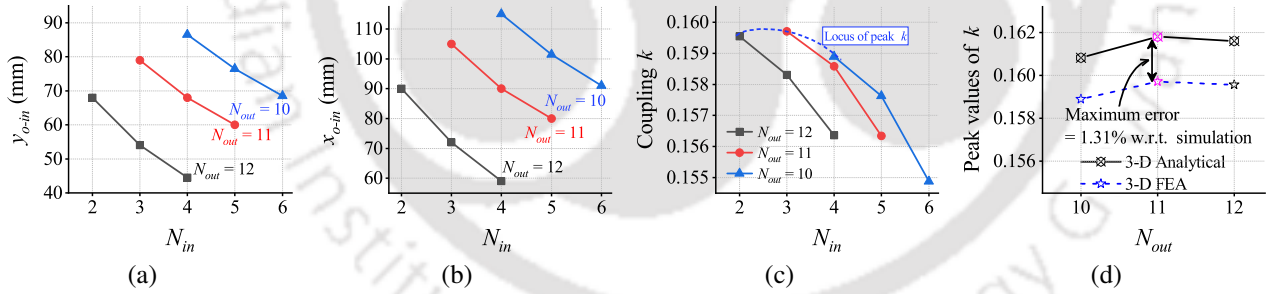 90
80
70
60
50
40
y_{o-in} (mm)
2 3 4 5 6
N_{in}
N_{out} = 10
N_{out} = 11
N_{out} = 12
(a)
110
100
90
80
70
60
x_{o-in} (mm)
2 3 4 5 6
N_{in}
N_{out} = 10
N_{out} = 11
N_{out} = 12
(b)
0.160
0.159
0.157
0.156
0.155
Coupling k
Locus of peak k
N_{out} = 12
N_{out} = 11
N_{out} = 10
2 3 4 5 6
N_{in}
(c)
0.162
0.160
0.158
0.156
Peak values of k
Maximum error
= 1.31% w.r.t. simulation
3-D Analytical
3-D FEA
10 11 12
N_{out}
(d)